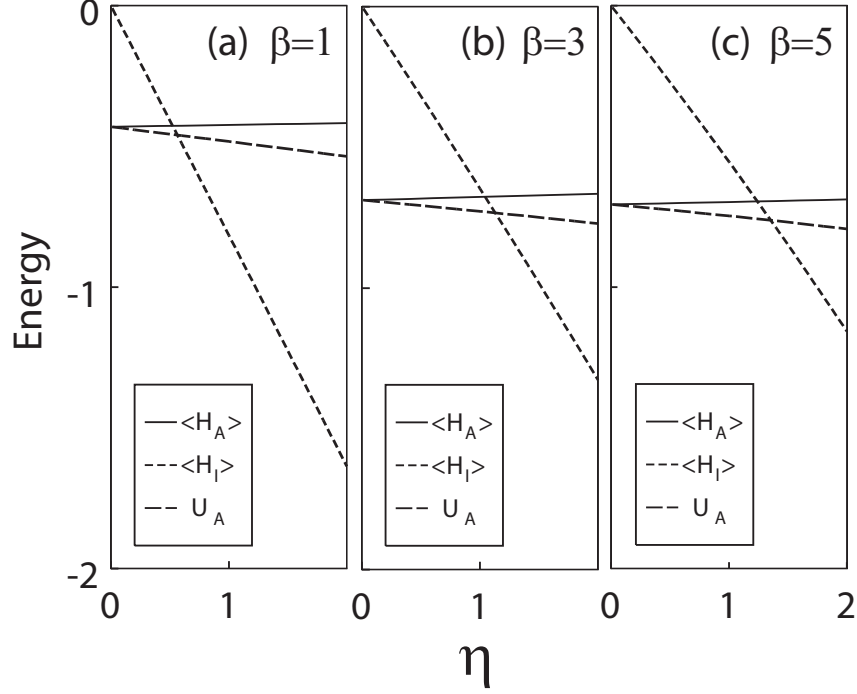 (a) β=1
(b) β=3
(c) β=5
0
-1
-2
Energy
<H_A>
<H_I>
U_A
<H_A>
<H_I>
U_A
<H_A>
<H_I>
U_A
0 1 0 1 0 1 2
η